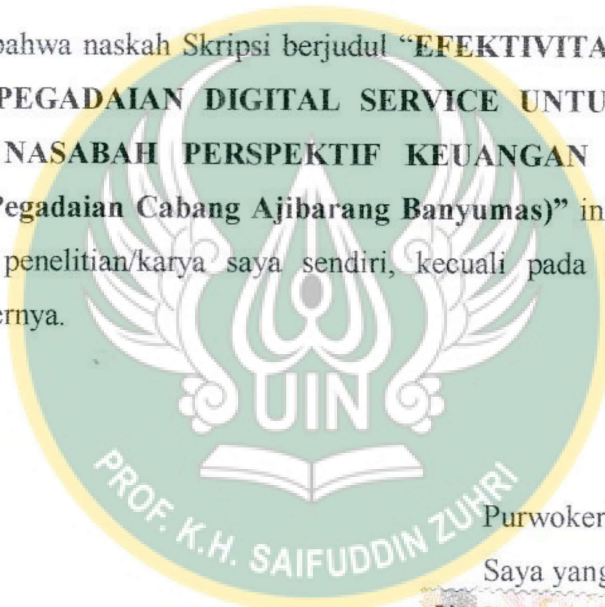 bahwa naskah Skripsi berjudul “EFEKTIVITA
PEGADAIAN DIGITAL SERVICE UNTU
NASABAH PERSPEKTIF KEUANGAN
Pegadaian Cabang Ajibarang Banyumas)” in
penelitian/karya saya sendiri, kecuali pada
ernya.
UIN
PROF. K.H. SAIFUDDIN ZUHRI
Purwoker
Saya yang